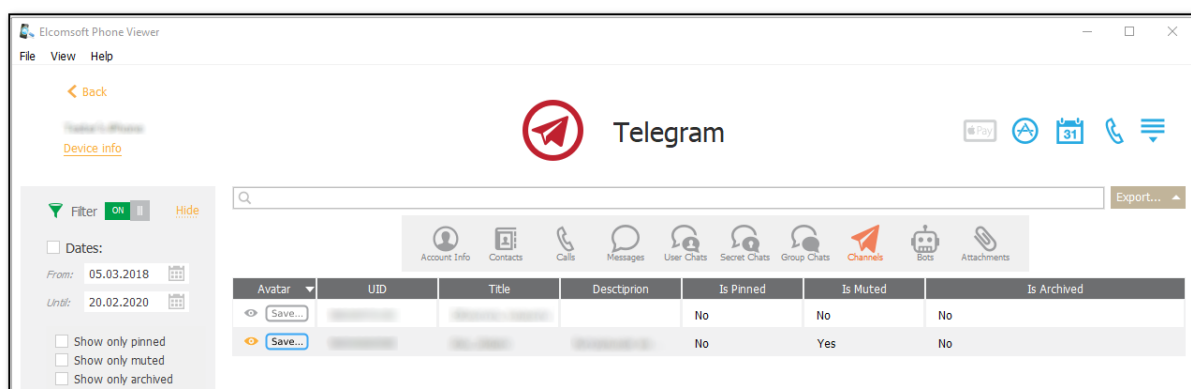 Elcomsoft Phone Viewer
File View Help
Back
Telegram
Pay
31
Device info
Export...
Filter ON Hide
Account Info Contacts Calls Messages User Chats Secret Chats Group Chats Channels Bots Attachments
Dates:
From: 05.03.2018
Until: 20.02.2020
Avatar UID Title Desctiprion Is Pinned Is Muted Is Archived
Save... No No No
Save... No Yes No
Show only pinned
Show only muted
Show only archived